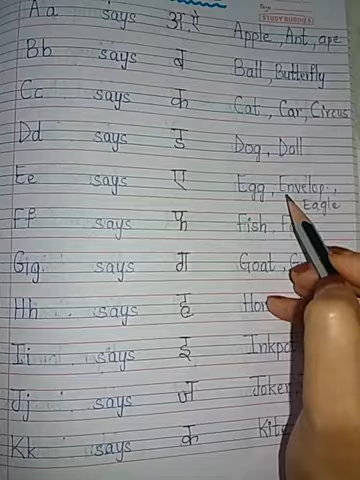 STUDY BUDDIES
Aa says अ,ऐ Apple, Ant, ape
Bb says ब Ball, Butterfly
Cc says क Cat, Car, Circus
Dd says ड Dog, Doll
Ee says ए Egg, Envelop,
Eagle
Ff says फ Fish,
Gg says ग Goat,
Hh says ह
Ii says इ Inkpot
Jj says ज Joker
Kk says क Kite